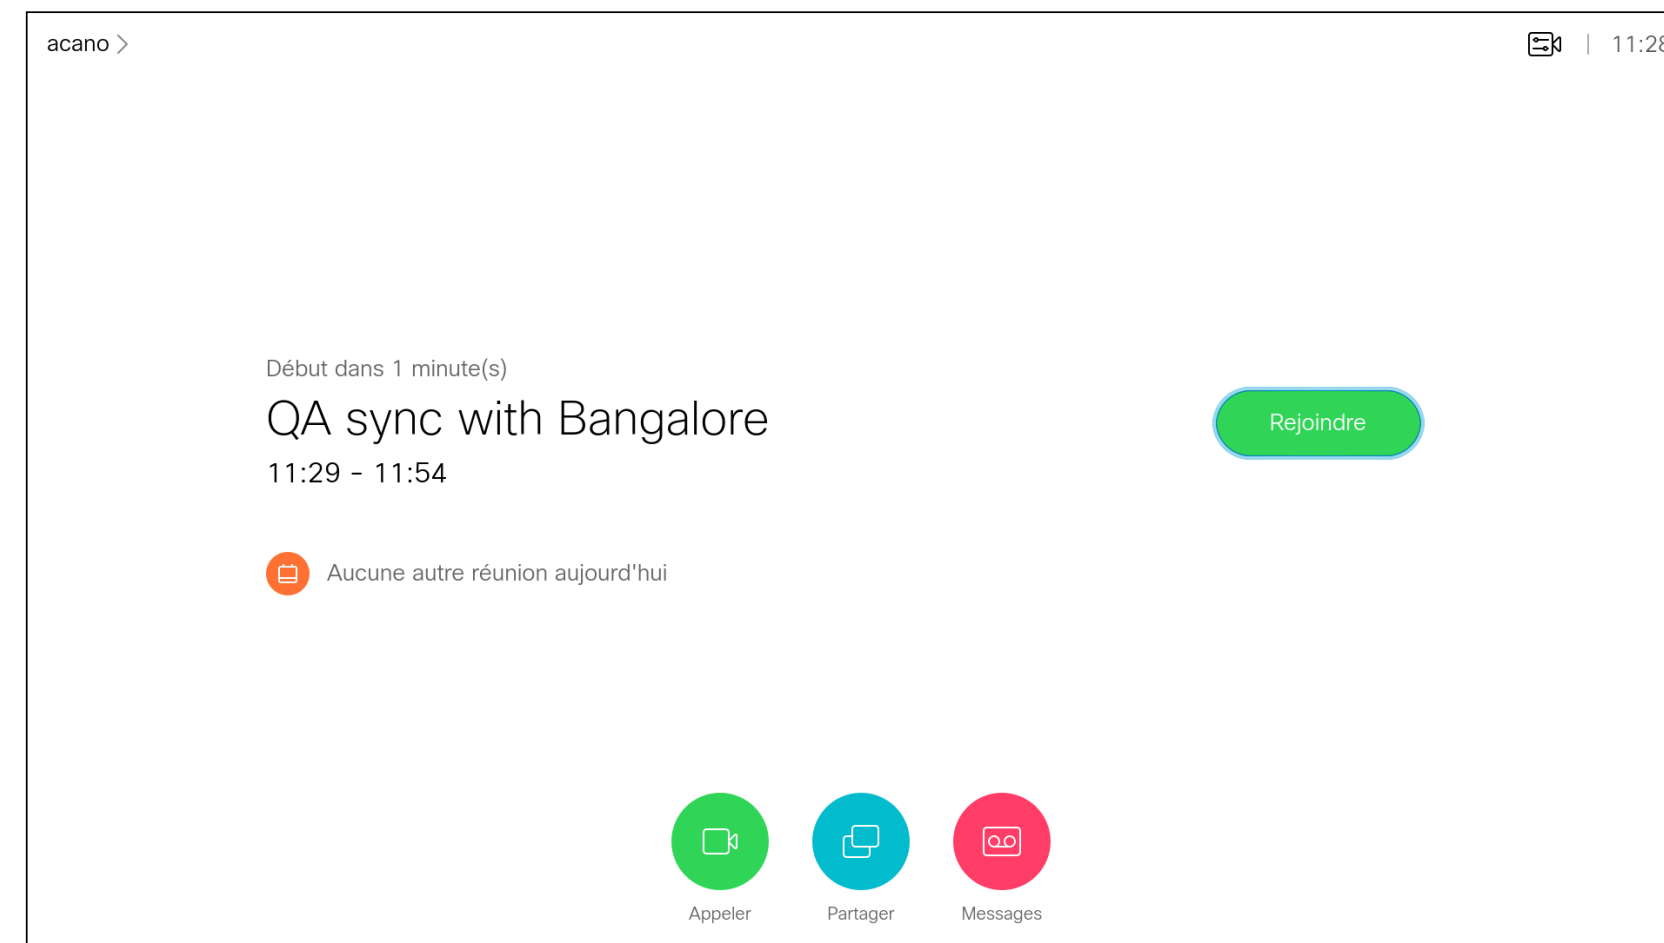 acano
11:28
Début dans 1 minute(s)
QA sync with Bangalore
Rejoindre
11:29 - 11:54
Aucune autre réunion aujourd'hui
Appeler
Partager
Messages